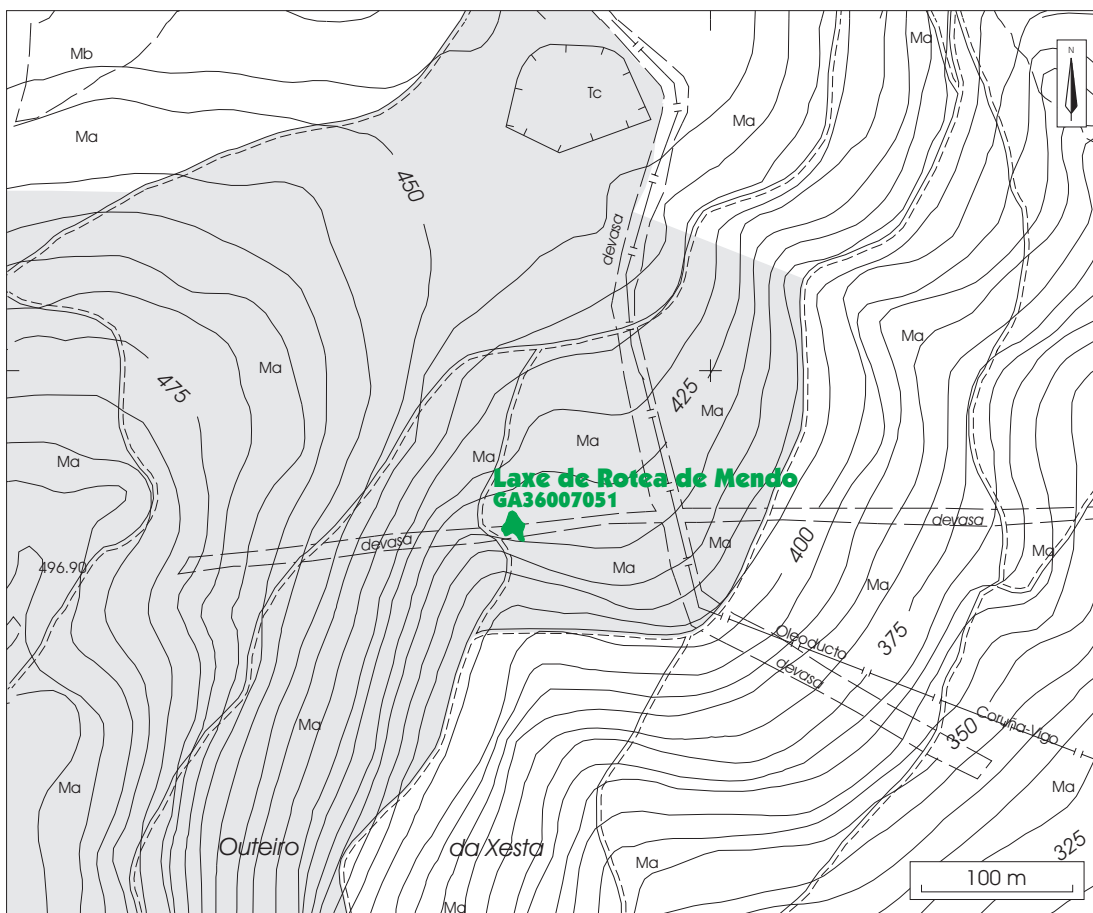 Ma
Mb
N
Tc
Ma
Ma
450
devasa
Ma
Ma
475
425
Ma
Ma
Ma
Ma
Laxe de Rotea de Mendo
GA36007051
devasa
devasa
Ma
400
Ma
496.90
Ma
Ma
Oleoducto
375
devasa
Coruña-Vigo
350
Ma
Ma
Ma
Outeiro
da Xesta
325
Ma
100 m
Ma